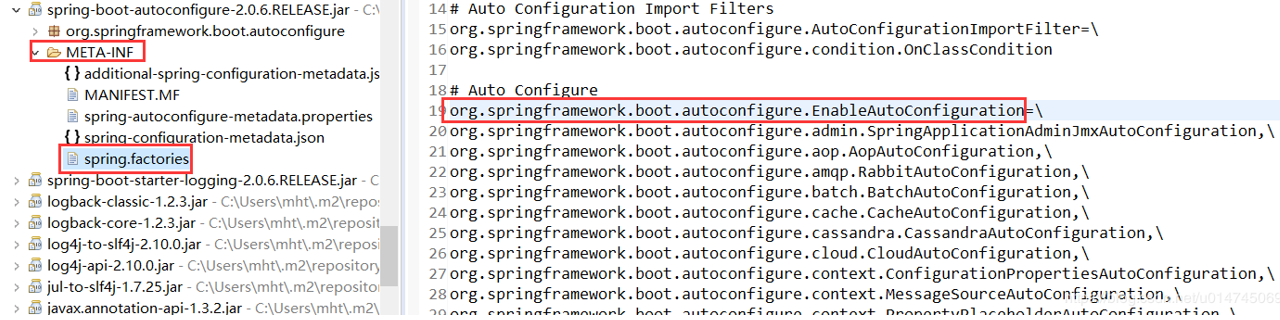 spring-boot-autoconfigure-2.0.6.RELEASE.jar - C:\
org.springframework.boot.autoconfigure
META-INF
additional-spring-configuration-metadata.js
MANIFEST.MF
spring-autoconfigure-metadata.properties
spring-configuration-metadata.json
spring.factories
spring-boot-starter-logging-2.0.6.RELEASE.jar - C:\
logback-classic-1.2.3.jar - C:\Users\mht\.m2\repo
logback-core-1.2.3.jar - C:\Users\mht\.m2\reposit
log4j-to-slf4j-2.10.0.jar - C:\Users\mht\.m2\repos
log4j-api-2.10.0.jar - C:\Users\mht\.m2\repository
jul-to-slf4j-1.7.25.jar - C:\Users\mht\.m2\reposito
javax.annotation-api-1.3.2.jar - C:\Users\mht\.m2\
14 # Auto Configuration Import Filters
15 org.springframework.boot.autoconfigure.AutoConfigurationImportFilter=\
16 org.springframework.boot.autoconfigure.condition.OnClassCondition
17
18 # Auto Configure
19 org.springframework.boot.autoconfigure.EnableAutoConfiguration=\
20 org.springframework.boot.autoconfigure.admin.SpringApplicationAdminJmxAutoConfiguration,\
21 org.springframework.boot.autoconfigure.aop.AopAutoConfiguration,\
22 org.springframework.boot.autoconfigure.amqp.RabbitAutoConfiguration,\
23 org.springframework.boot.autoconfigure.batch.BatchAutoConfiguration,\
24 org.springframework.boot.autoconfigure.cache.CacheAutoConfiguration,\
25 org.springframework.boot.autoconfigure.cassandra.CassandraAutoConfiguration,\
26 org.springframework.boot.autoconfigure.cloud.CloudAutoConfiguration,\
27 org.springframework.boot.autoconfigure.context.ConfigurationPropertiesAutoConfiguration,\
28 org.springframework.boot.autoconfigure.context.MessageSourceAutoConfiguration,\
29 org.springframework.boot.autoconfigure.context.PropertyPlaceholderAutoConfiguration,\